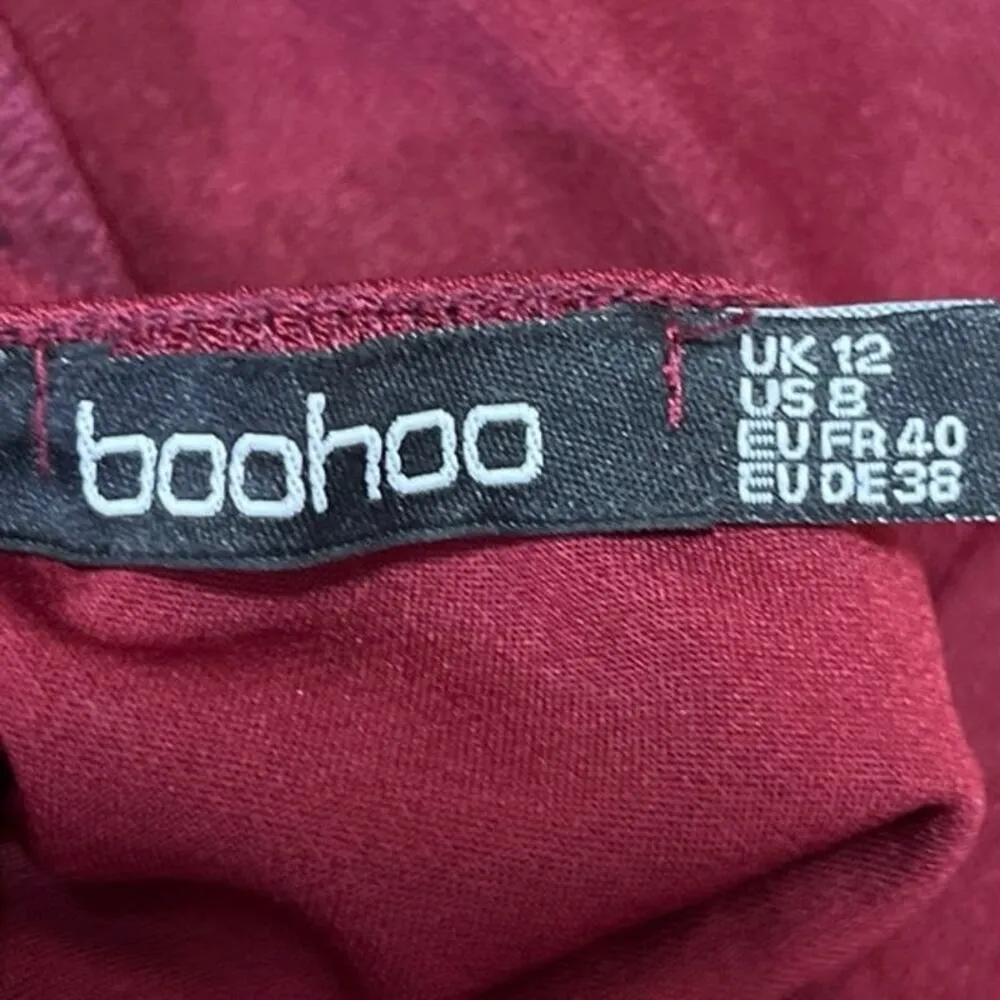 boohoo
UK 12
US 8
EU FR 40
EU DE 38